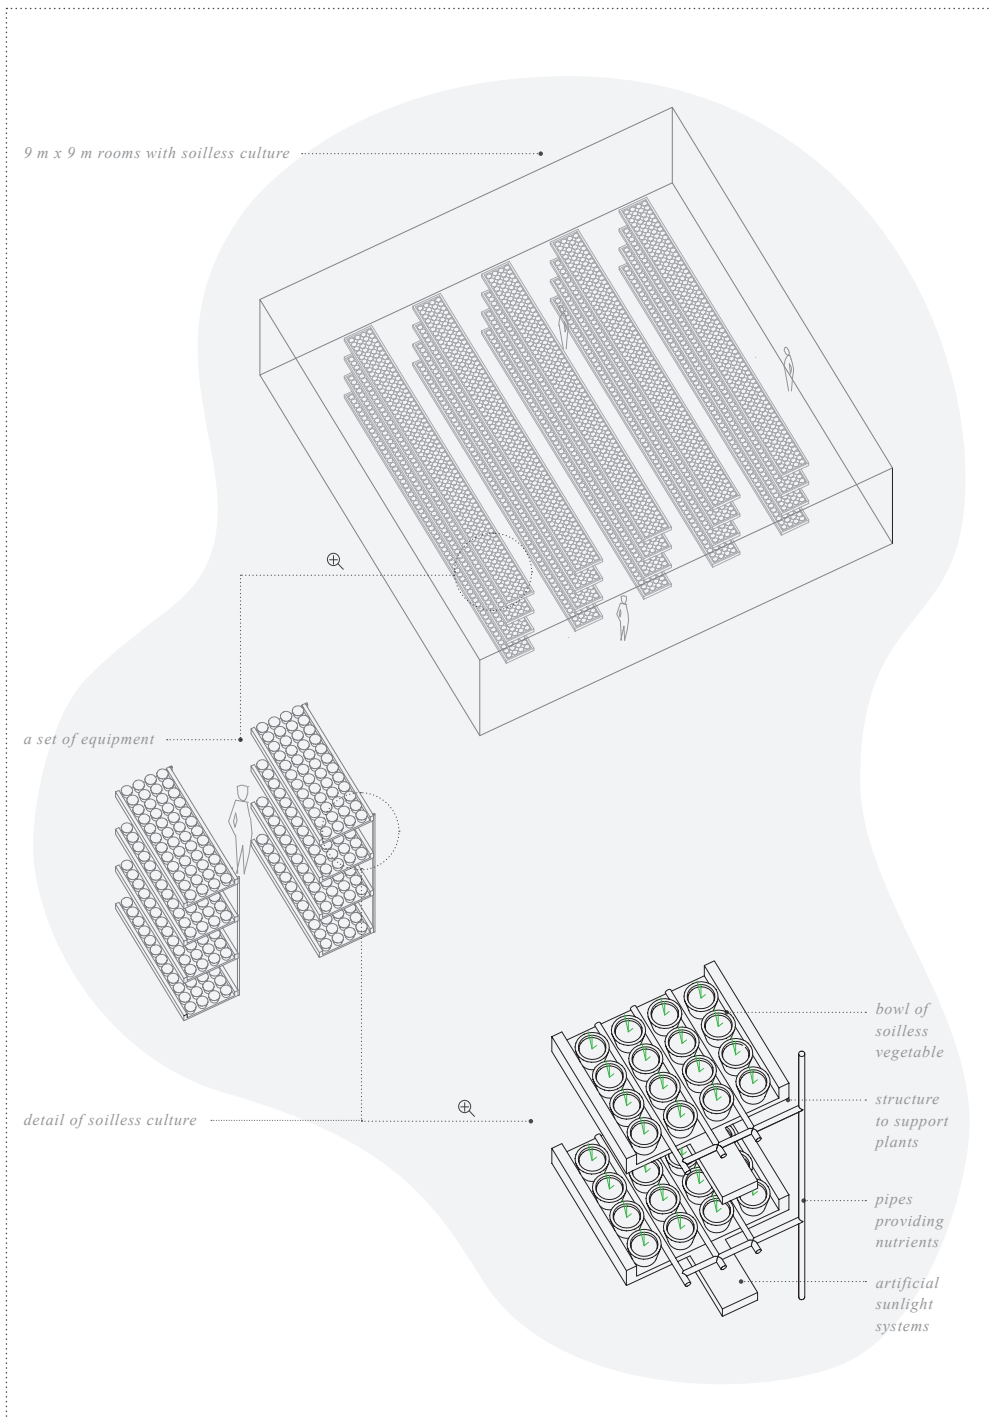 9 m x 9 m rooms with soilless culture
a set of equipment
bowl of
soilless
vegetable
structure
to support
plants
detail of soilless culture
pipes
providing
nutrients
artificial
sunlight
systems